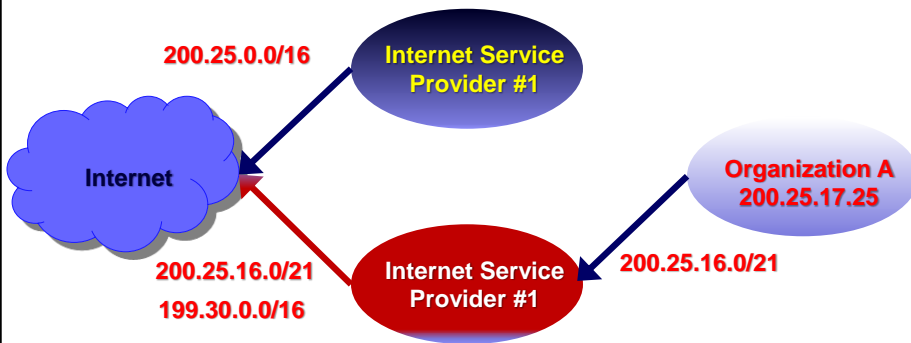 200.25.0.0/16
Internet Service
Provider #1
Internet
Organization A
200.25.17.25
200.25.16.0/21
199.30.0.0/16
Internet Service
Provider #1
200.25.16.0/21